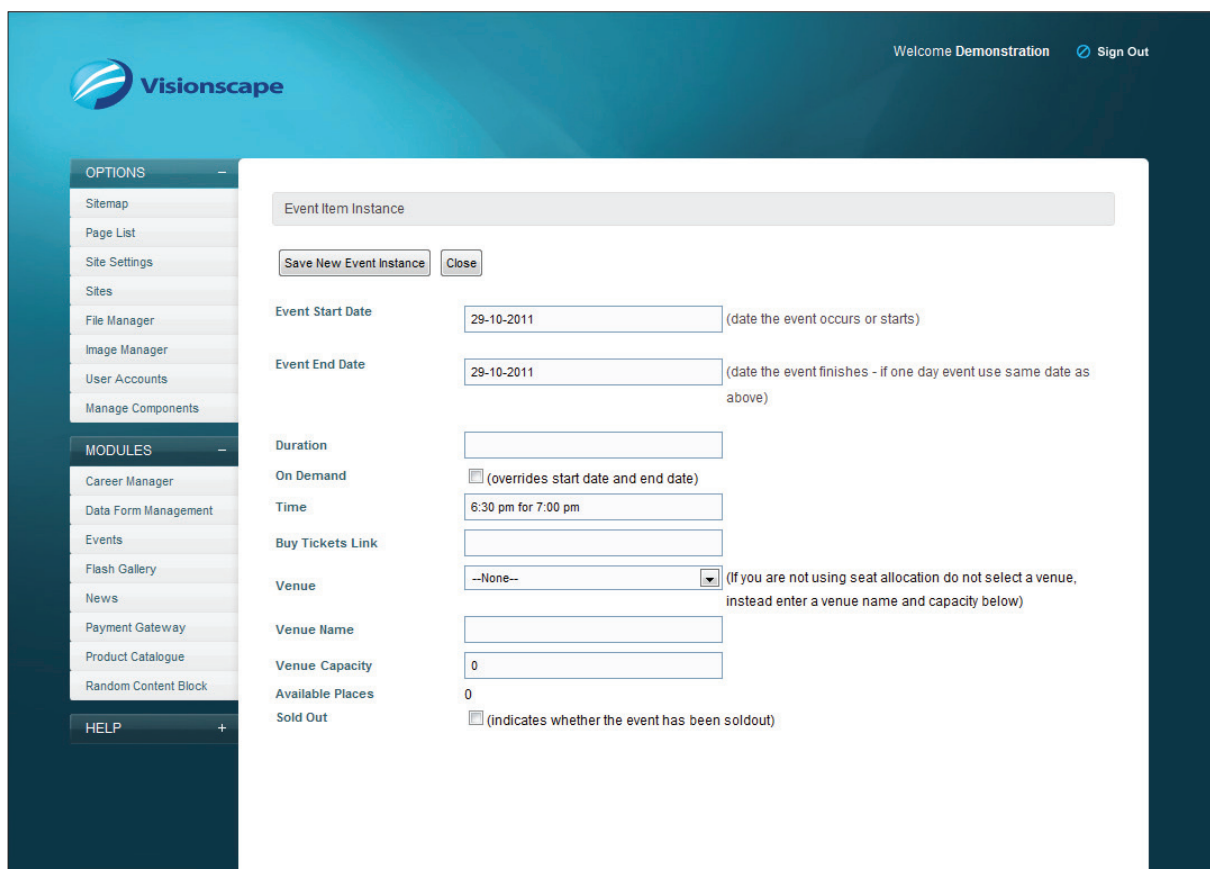 Welcome Demonstration Sign Out
Visionscape
OPTIONS –
Sitemap
Page List
Site Settings
Sites
File Manager
Image Manager
User Accounts
Manage Components
MODULES –
Career Manager
Data Form Management
Events
Flash Gallery
News
Payment Gateway
Product Catalogue
Random Content Block
HELP +
Event Item Instance
Save New Event Instance Close
Event Start Date 29-10-2011 (date the event occurs or starts)
Event End Date 29-10-2011 (date the event finishes - if one day event use same date as
above)
Duration
On Demand (overrides start date and end date)
Time 6:30 pm for 7:00 pm
Buy Tickets Link
Venue --None-- (If you are not using seat allocation do not select a venue,
instead enter a venue name and capacity below)
Venue Name
Venue Capacity 0
Available Places 0
Sold Out (indicates whether the event has been soldout)